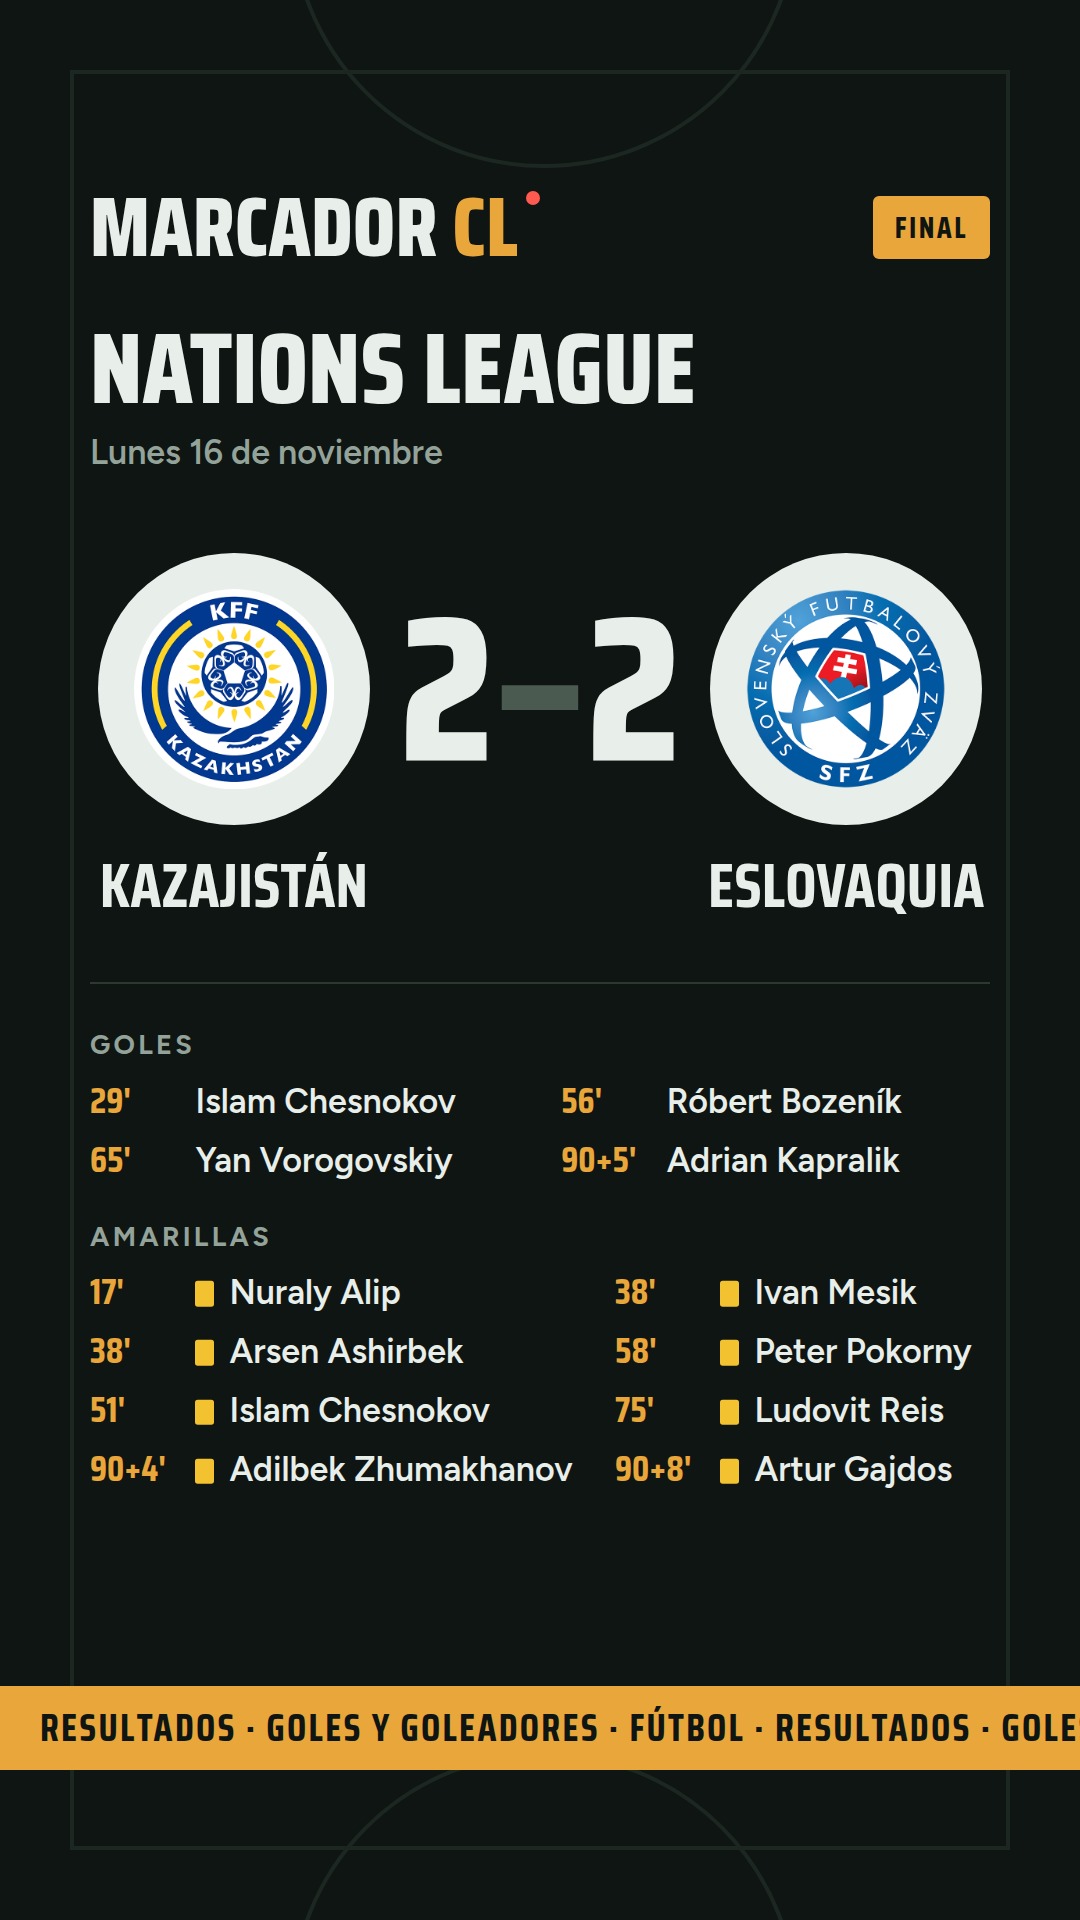 MARCADOR CL
FINAL
NATIONS LEAGUE
Lunes 16 de noviembre
KFF
KAZAKHSTAN
2-2
SLOVENSKÝ FUTBALOVÝ ZVÄZ
SFZ
KAZAJISTÁN
ESLOVAQUIA
GOLES
29' Islam Chesnokov
56' Róbert Bozeník
65' Yan Vorogovskiy
90+5' Adrian Kapralik
AMARILLAS
17' Nuraly Alip
38' Ivan Mesik
38' Arsen Ashirbek
58' Peter Pokorny
51' Islam Chesnokov
75' Ludovit Reis
90+4' Adilbek Zhumakhanov
90+8' Artur Gajdos
RESULTADOS · GOLES Y GOLEADORES · FÚTBOL · RESULTADOS · GOLES